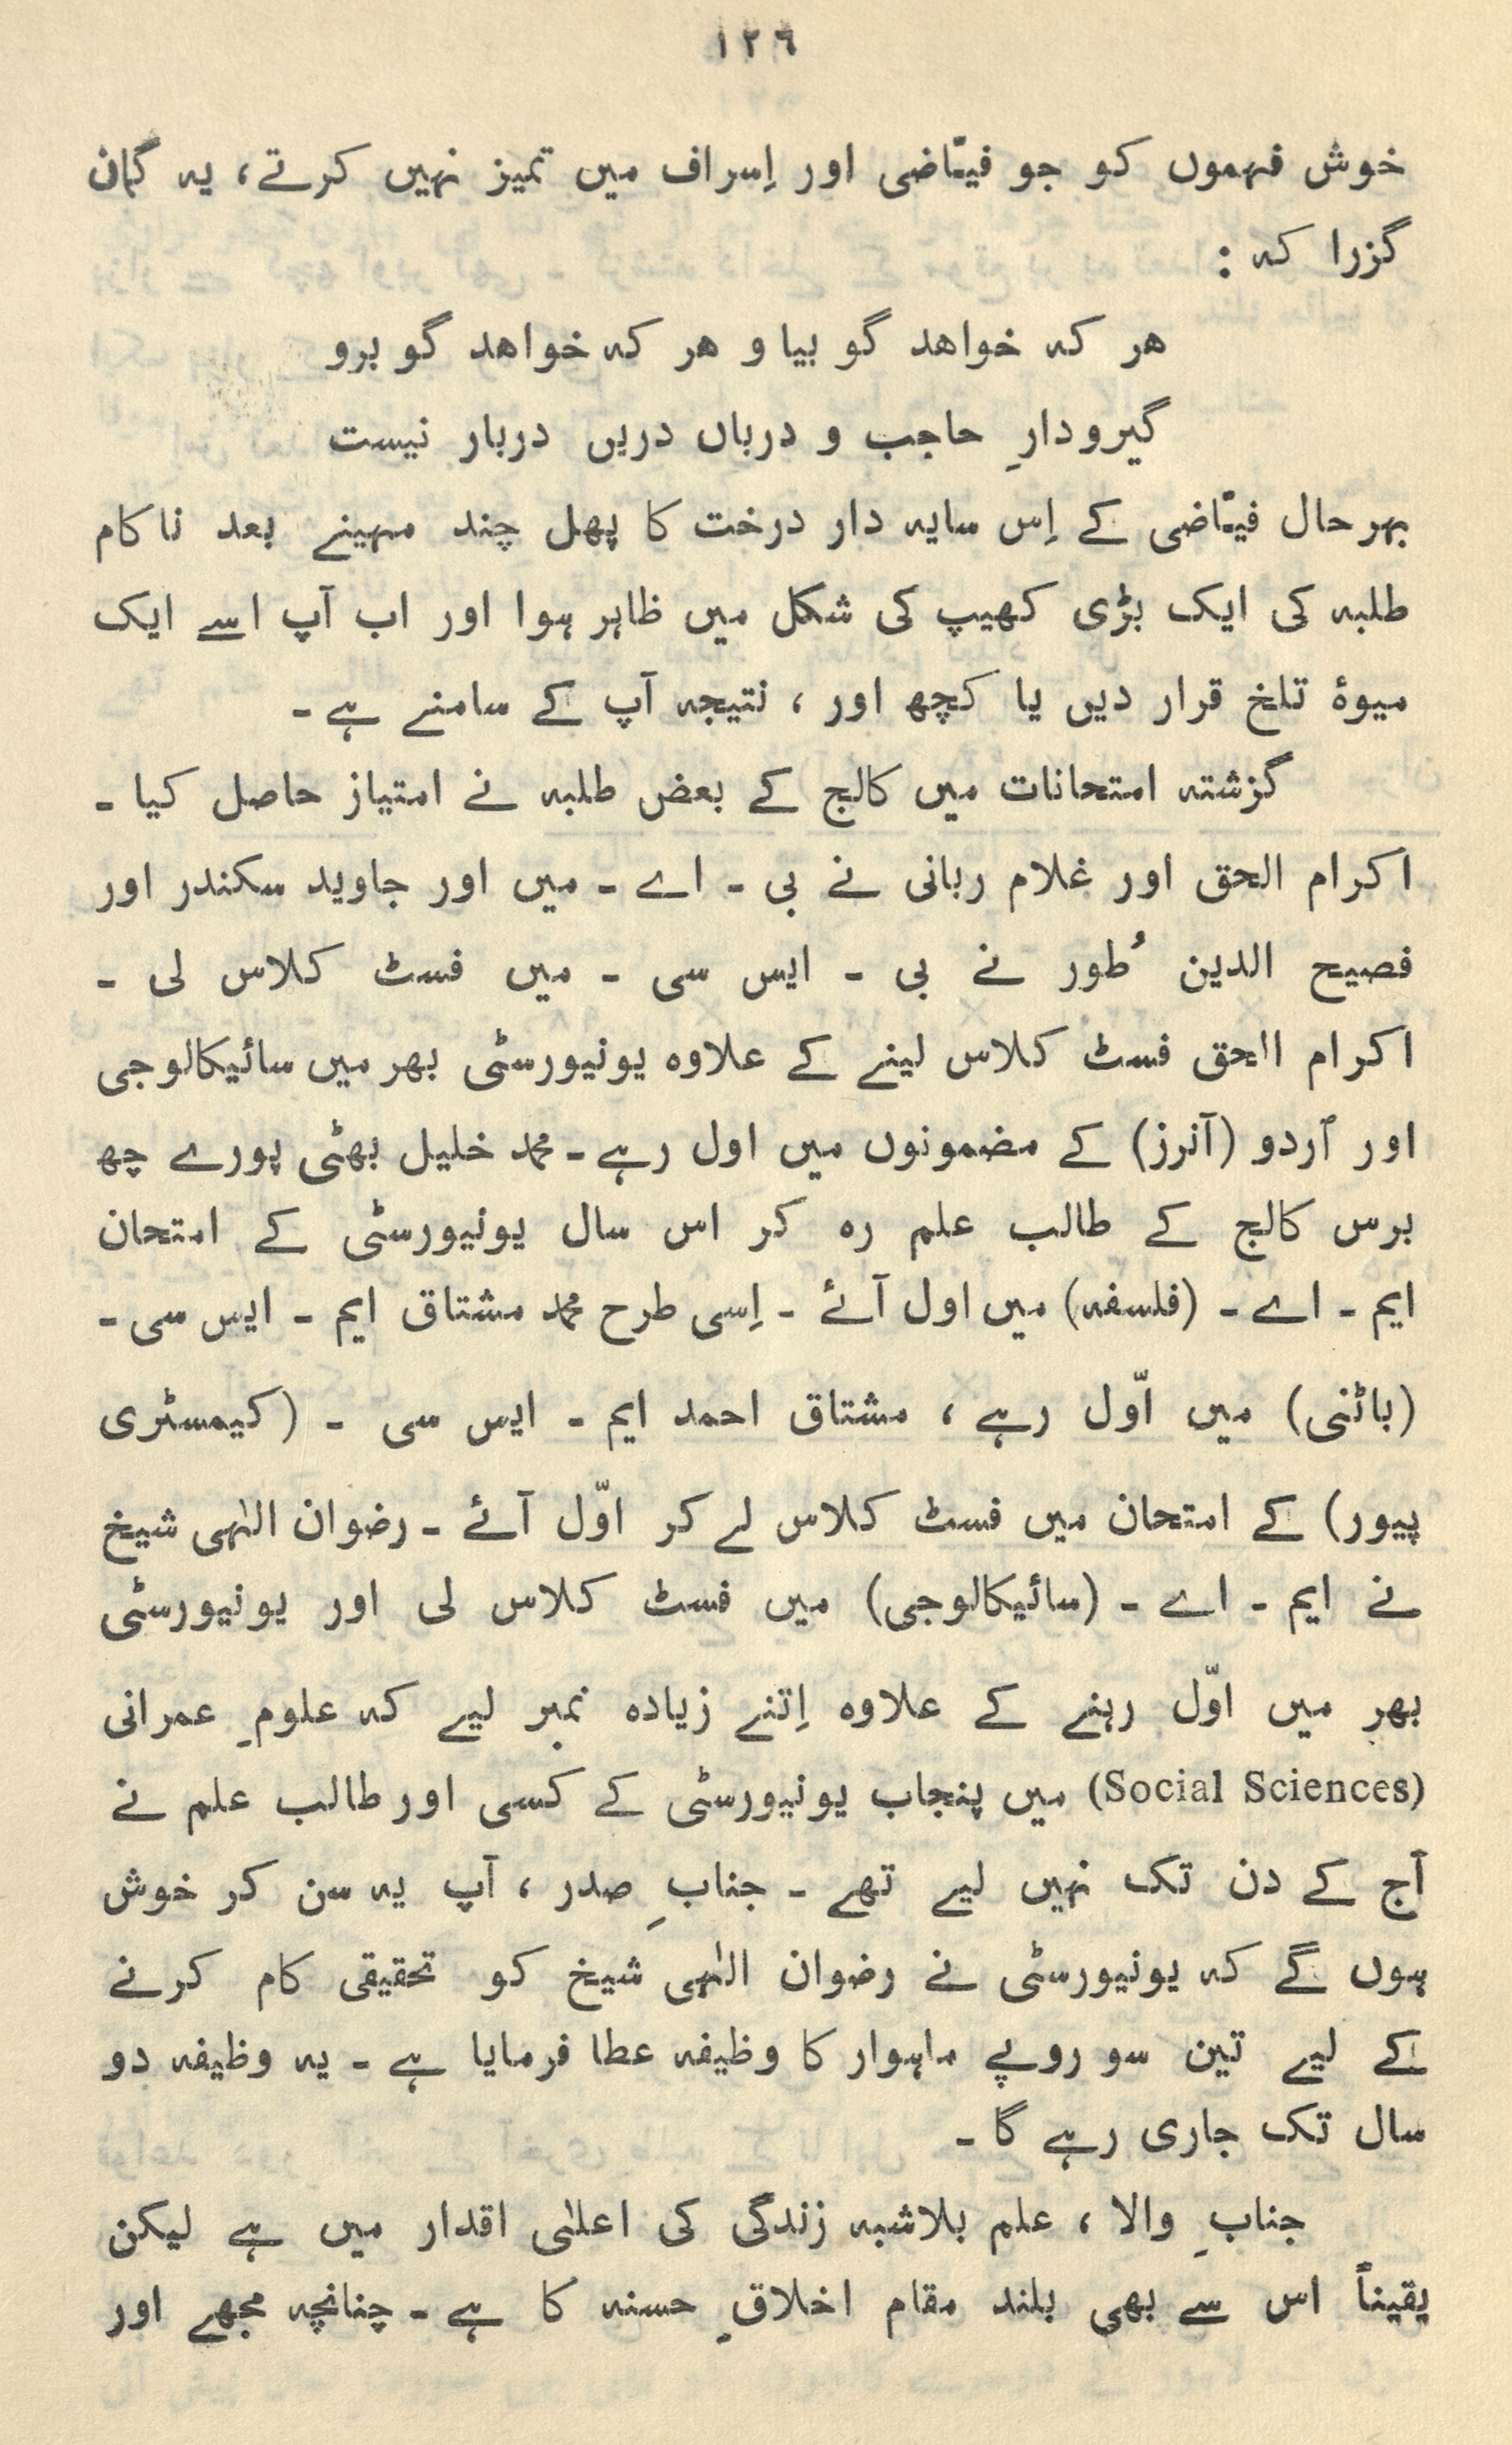 ١٢٦
خوش فہموں کو جو فیّاضی اور اِسراف میں تمیز نہیں کرتے، یہ گمان
گزرا کہ :
ھر کہ خواھد گو بیا و ھر کہ خواھد گو برو
گیرودارِ حاجب و درباں دریں دربار نیست
بہرحال فیّاضی کے اِس سایہ دار درخت کا پھل چند مہینے بعد ناکام
طلبہ کی ایک بڑی کھیپ کی شکل میں ظاہر ہوا اور اب آپ اسے ایک
میوۂ تلخ قرار دیں یا کچھ اور ، نتیجہ آپ کے سامنے ہے ۔
گزشتہ امتحانات میں کالج کے بعض طلبہ نے امتیاز حاصل کیا ۔
اکرام الحق اور غلام ربانی نے بی ۔ اے ۔ میں اور جاوید سکندر اور
فصیح الدین طُور نے بی ۔ ایس سی ۔ میں فسٹ کلاس لی ۔
اکرام الحق فسٹ کلاس لینے کے علاوہ یونیورسٹی بھر میں سائیکالوجی
اور اُردو (آنرز) کے مضمونوں میں اول رہے ۔ محمد خلیل بھٹی پورے چھ
برس کالج کے طالب علم رہ کر اس سال یونیورسٹی کے امتحان
ایم ۔ اے ۔ (فلسفہ) میں اول آئے ۔ اِسی طرح محمد مشتاق ایم ۔ ایس سی ۔
(باٹنی) میں اوّل رہے ، مشتاق احمد ایم ۔ ایس سی ۔ (کیمسٹری
پیور) کے امتحان میں فسٹ کلاس لے کر اوّل آئے ۔ رضوان الٰہی شیخ
نے ایم ۔ اے ۔ (سائیکالوجی) میں فسٹ کلاس لی اور یونیورسٹی
بھر میں اوّل رہنے کے علاوہ اِتنے زیادہ نمبر لیے کہ علومِ عمرانی
(Social Sciences) میں پنجاب یونیورسٹی کے کسی اور طالب علم نے
آج کے دن تک نہیں لیے تھے ۔ جنابِ صدر ، آپ یہ سن کر خوش
ہوں گے کہ یونیورسٹی نے رضوان الٰہی شیخ کو تحقیقی کام کرنے
کے لیے تین سو روپے ماہوار کا وظیفہ عطا فرمایا ہے ۔ یہ وظیفہ دو
سال تک جاری رہے گا ۔
جنابِ والا ، علم بلاشبہ زندگی کی اعلیٰ اقدار میں ہے لیکن
یقیناً اس سے بھی بلند مقام اخلاقِ حسنہ کا ہے ۔ چنانچہ مجھے اور